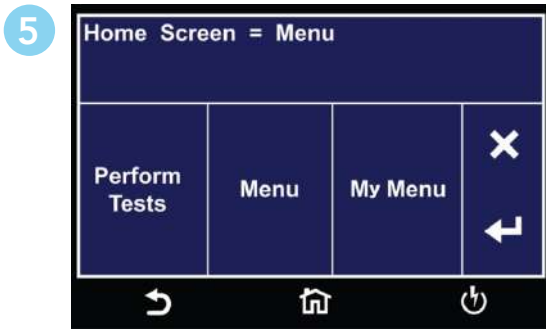 5
Home Screen = Menu
Perform
Tests
Menu
My Menu